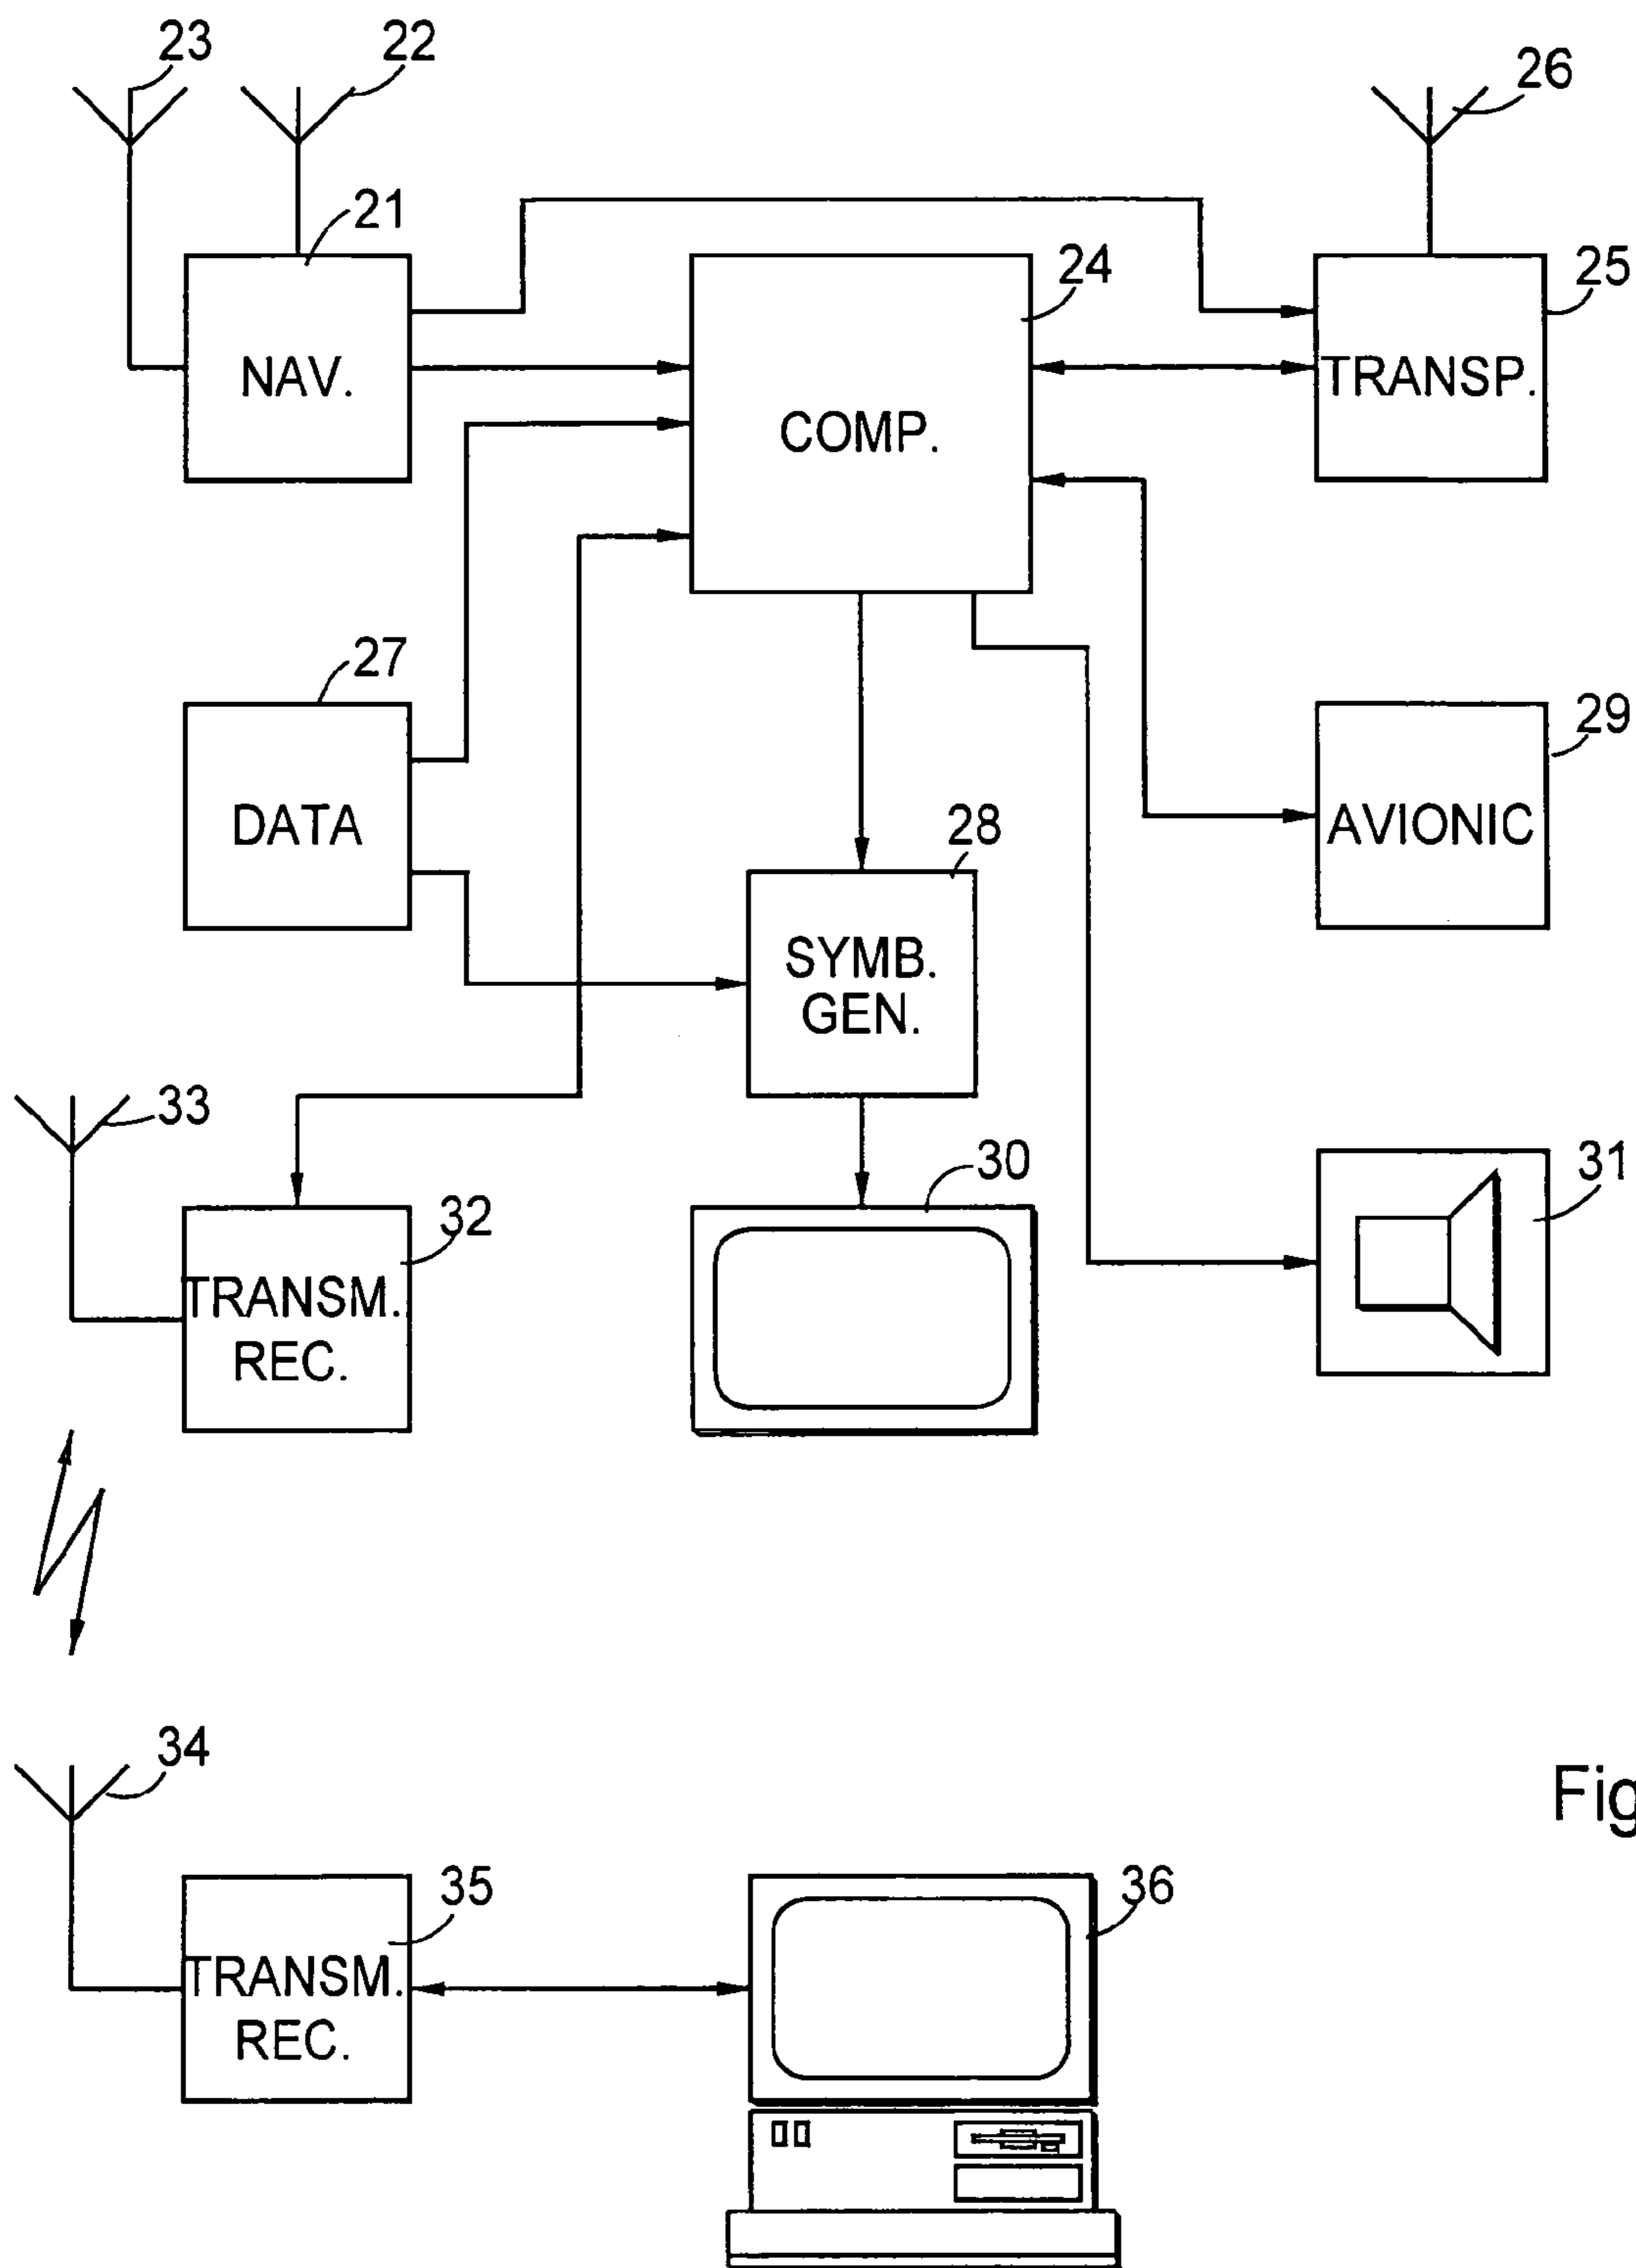 23
22
26
21
24
25
NAV.
COMP.
TRANSP.
27
29
DATA
28
AVIONIC
SYMB.
GEN.
33
30
31
32
TRANSM.
REC.
34
Fig
35
36
TRANSM.
REC.